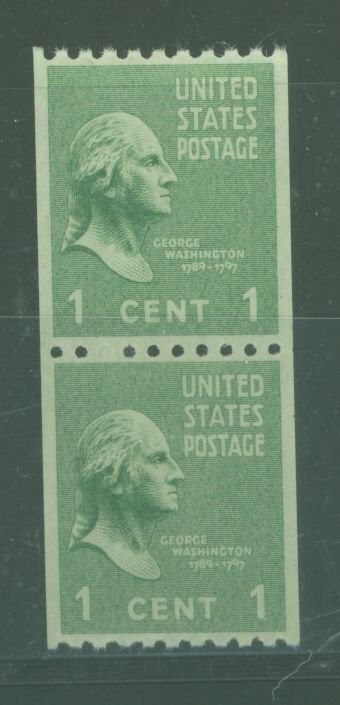 UNITED
STATES
POSTAGE
GEORGE
WASHINGTON
1789-1797
1 CENT 1
UNITED
STATES
POSTAGE
GEORGE
WASHINGTON
1789-1797
1 CENT 1